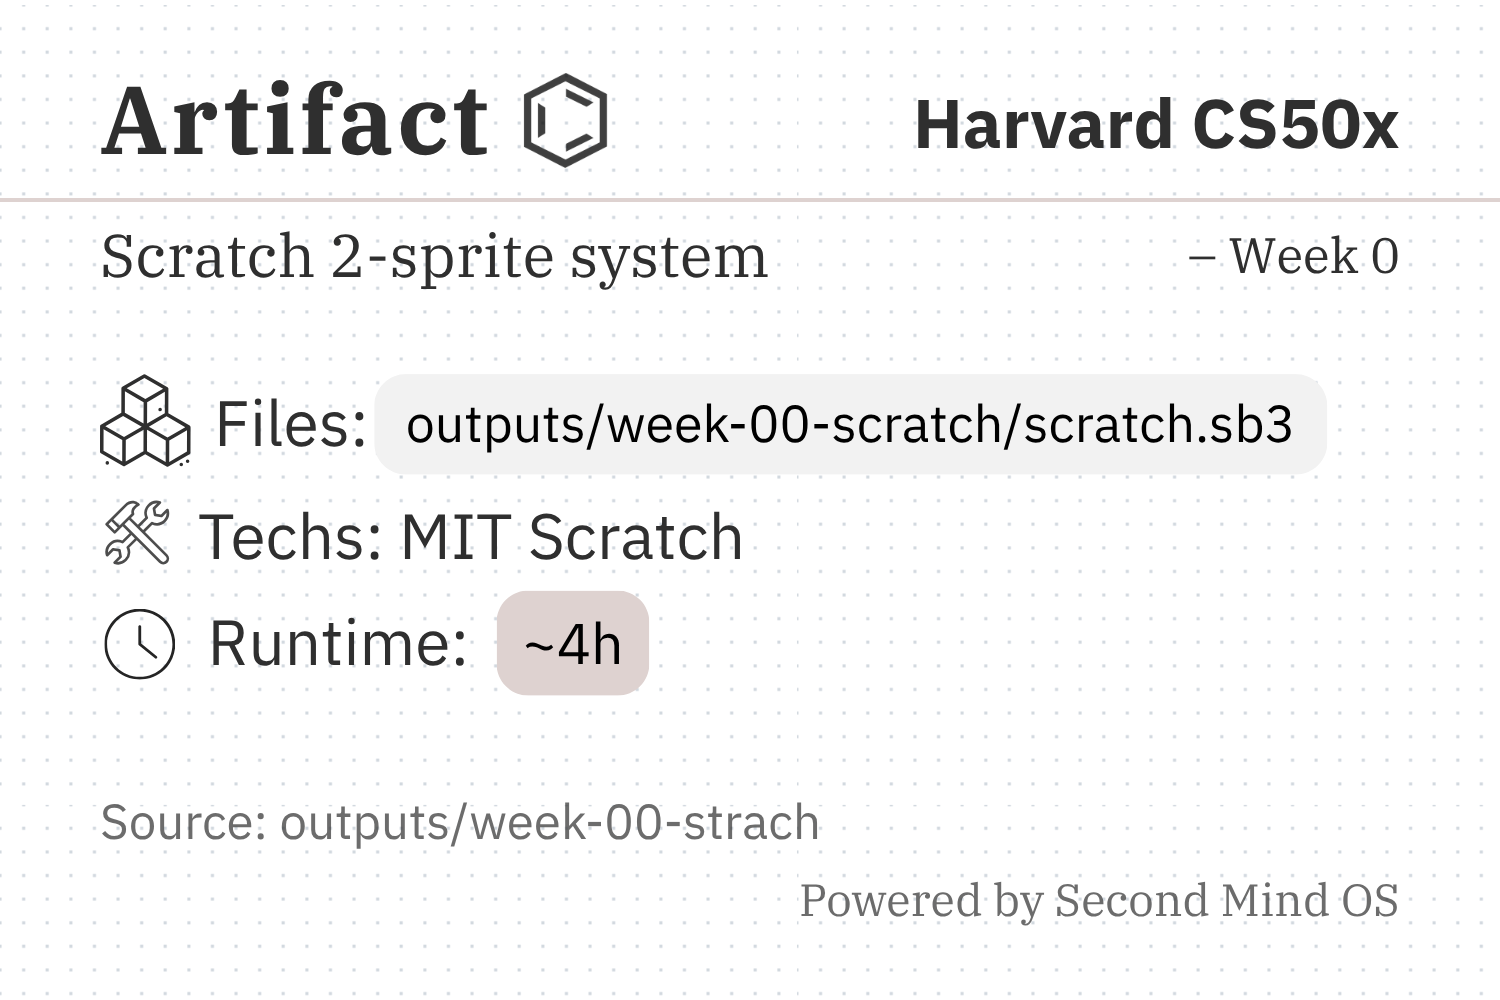 Artifact
Harvard CS50x
Scratch 2-sprite system
– Week 0
Files: outputs/week-00-scratch/scratch.sb3
Techs: MIT Scratch
Runtime: ~4h
Source: outputs/week-00-strach
Powered by Second Mind OS